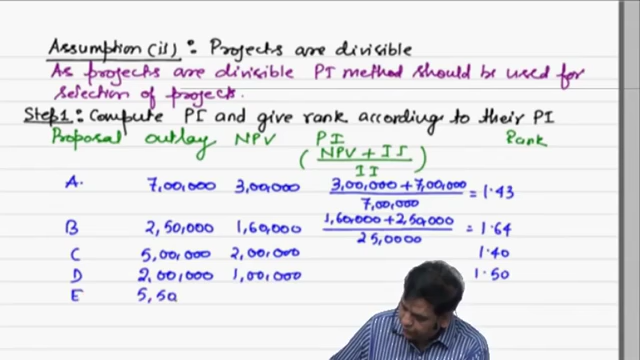 Assumption (ii) : Projects are divisible
As projects are divisible PI method should be used for
selection of projects.
Step1: Compute PI and give rank according to their PI
Proposal outlay NPV PI Rank
(NPV + II / II)
A. 7,00,000 3,00,000 3,00,000+7,00,000 / 7,00,000 = 1.43
B 2,50,000 1,60,000 1,60,000+2,50,000 / 25,0000 = 1.64
C 5,00,000 2,00,000 1.40
D 2,00,000 1,00,000 1.50
E 5,50